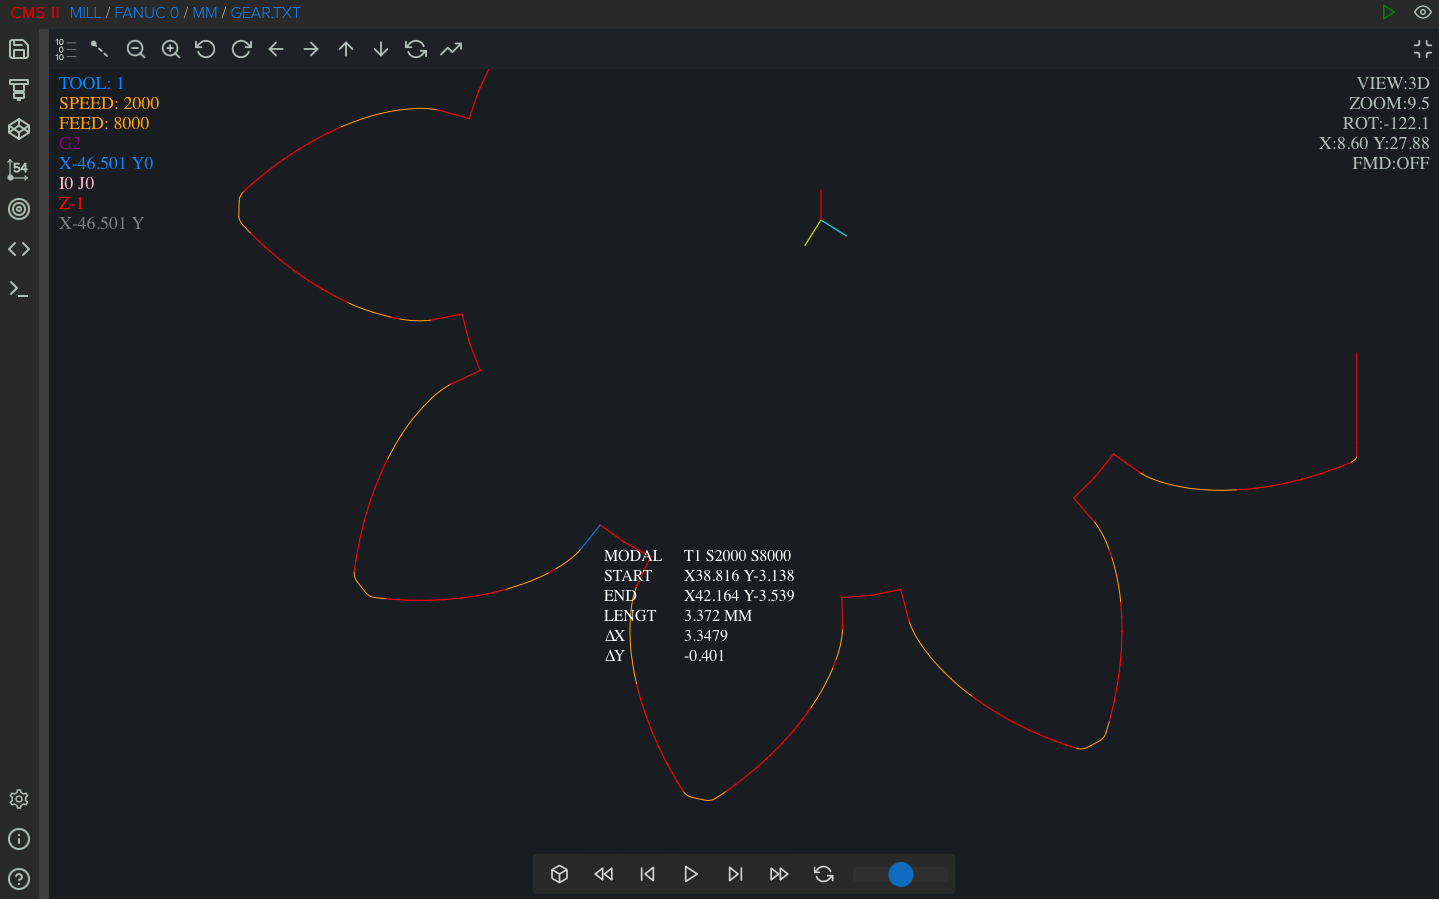 CMS II MILL / FANUC 0 / MM / GEAR.TXT
10
0
10
TOOL: 1
SPEED: 2000
FEED: 8000
G2
X-46.501 Y0
I0 J0
Z-1
X-46.501 Y
VIEW:3D
ZOOM:9.5
ROT:-122.1
X:8.60 Y:27.88
FMD:OFF
54
MODAL T1 S2000 S8000
START X38.816 Y-3.138
END X42.164 Y-3.539
LENGT 3.372 MM
ΔX 3.3479
ΔY -0.401